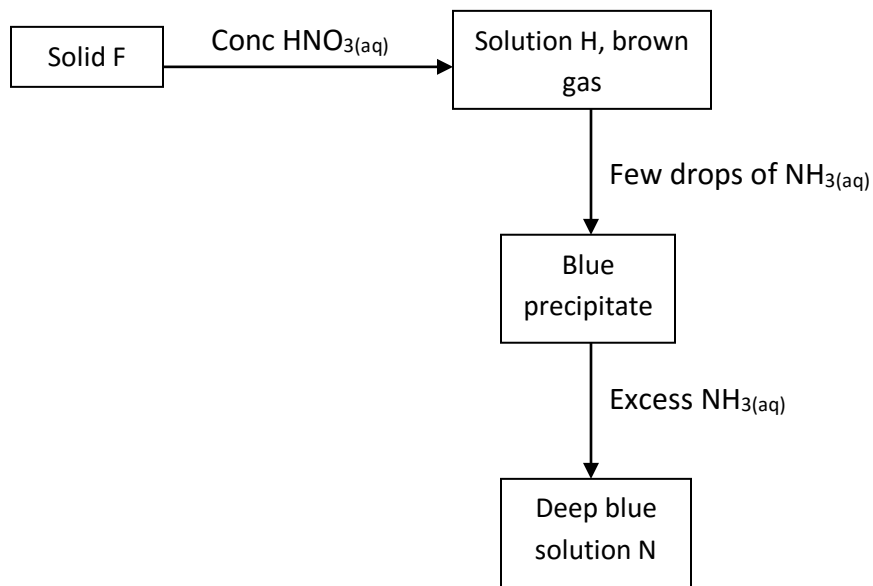 Solid F
Conc HNO₃(aq)
Solution H, brown
gas
Few drops of NH₃(aq)
Blue
precipitate
Excess NH₃(aq)
Deep blue
solution N